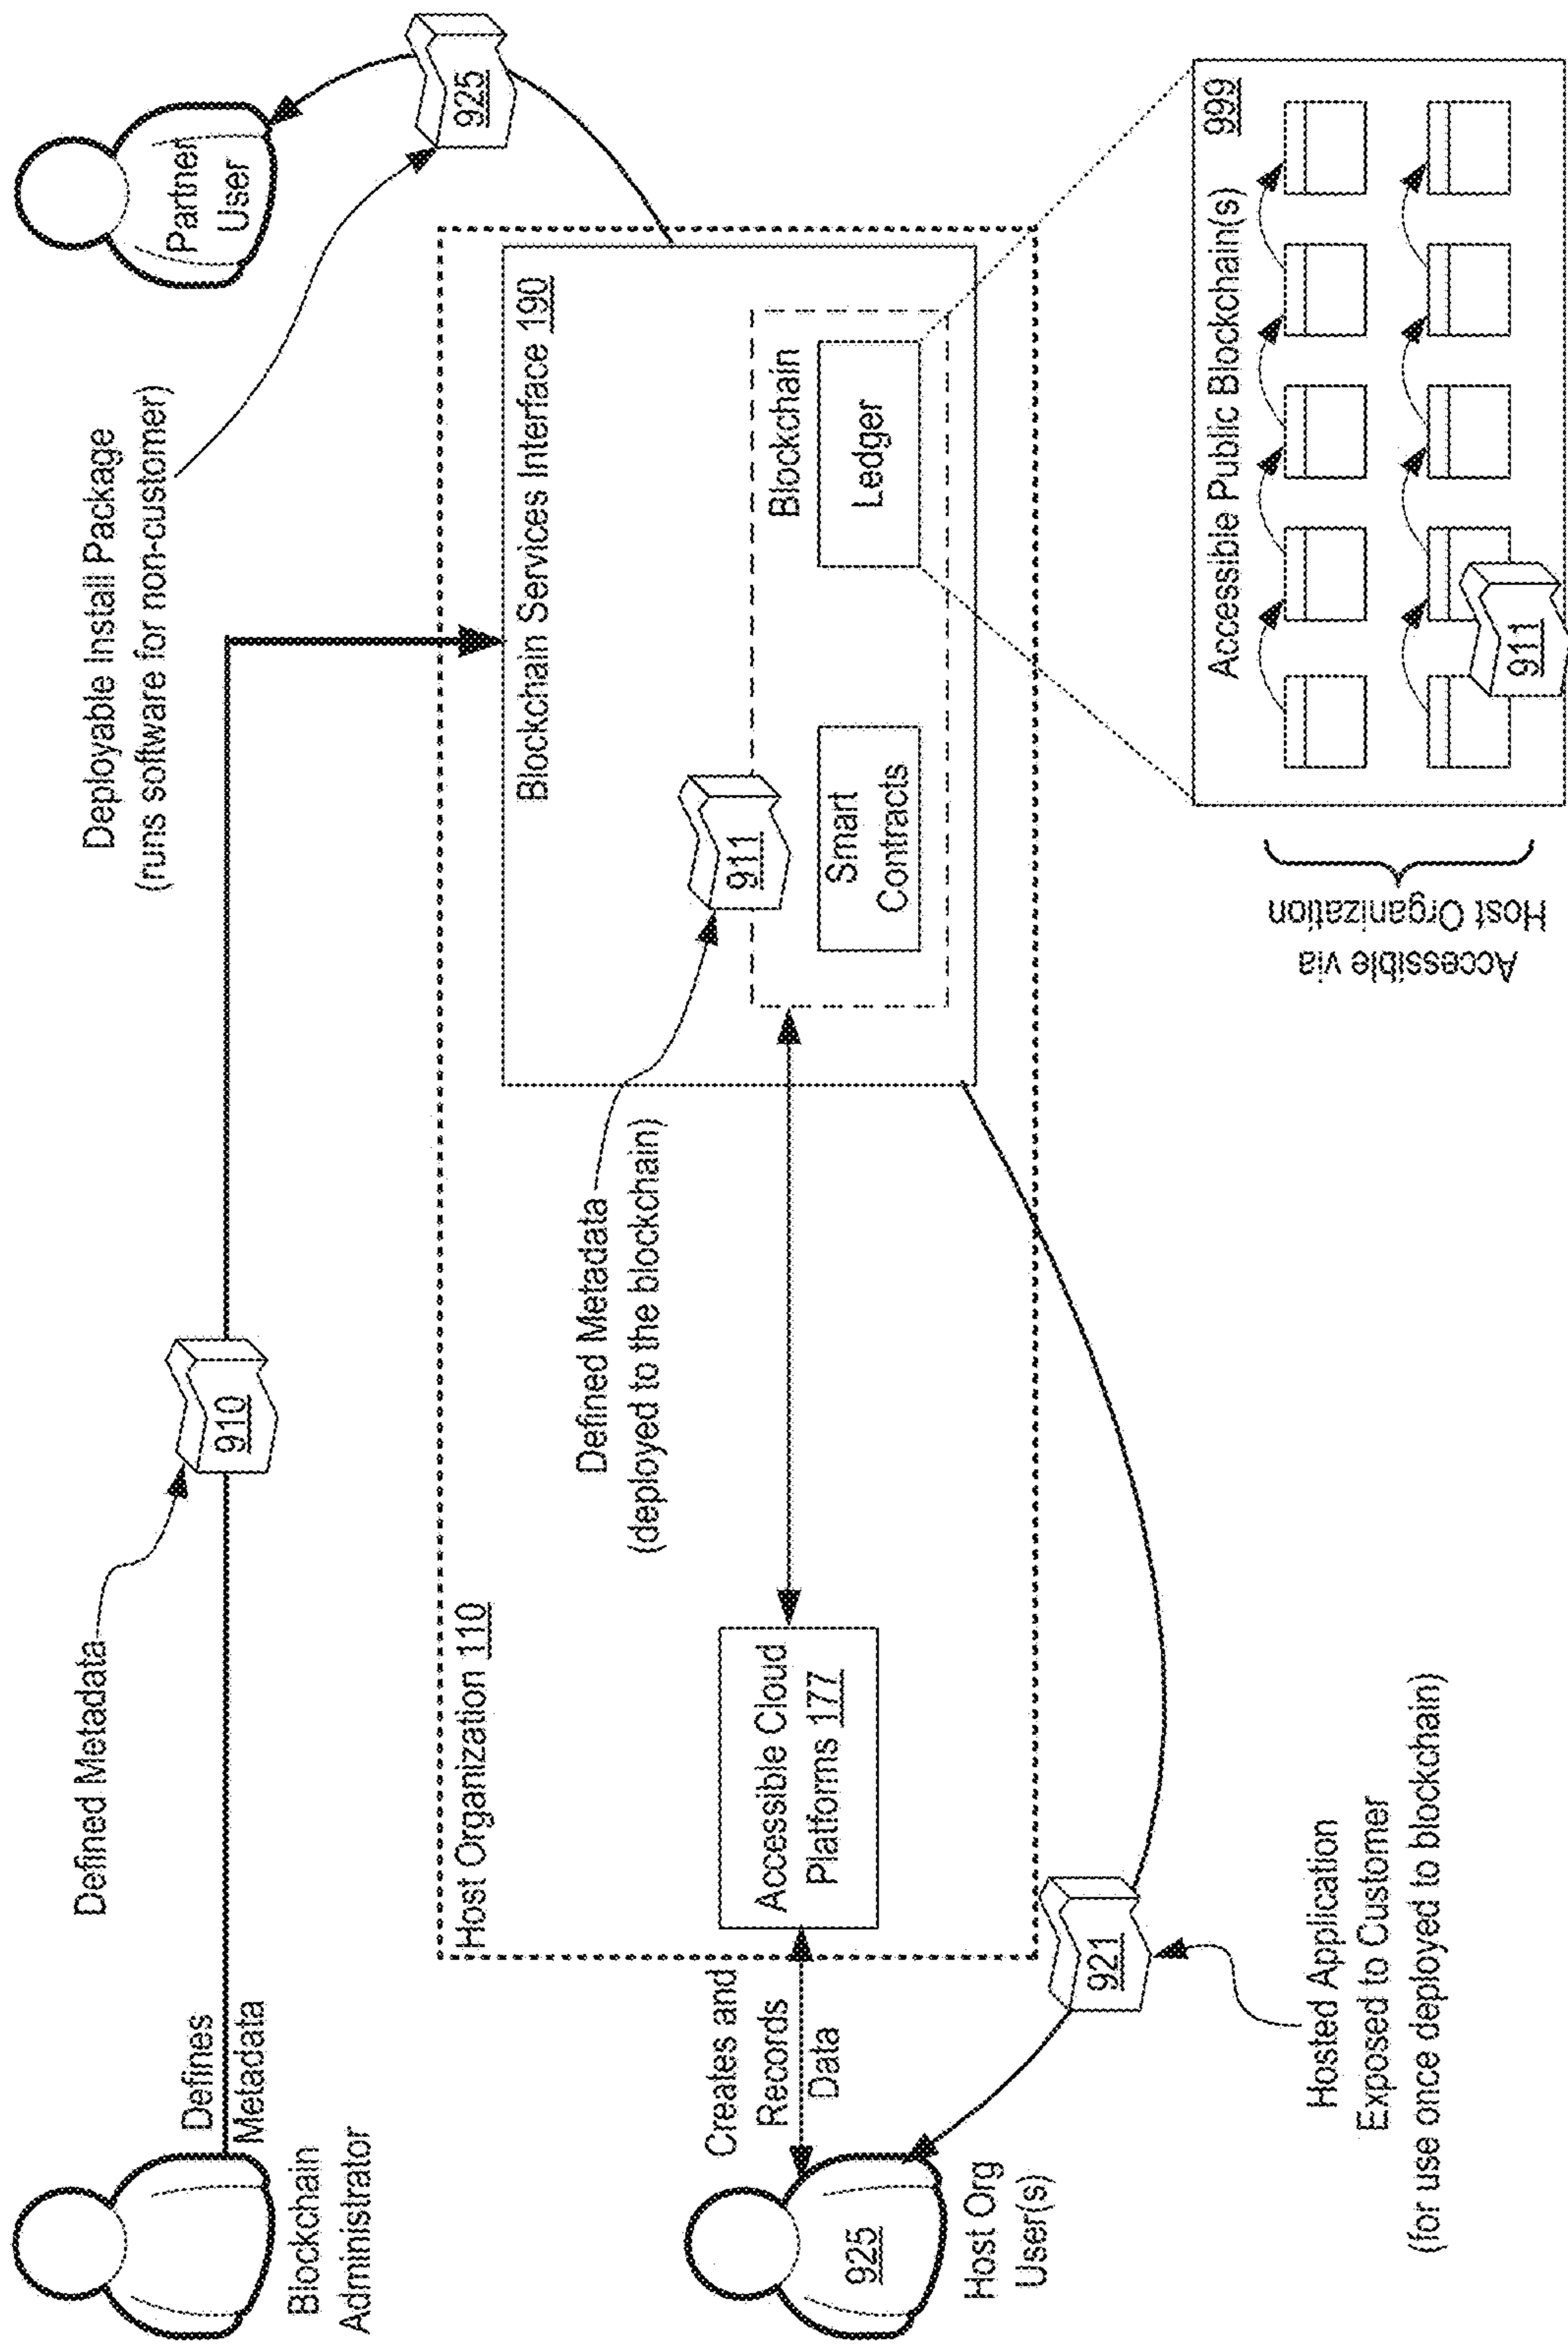 Blockchain
Administrator
Defines
Metadata
Defined Metadata
910
Deployable Install Package
(runs software for non-customer)
925
Partner
User
Host Organization 110
Blockchain Services Interface 190
Defined Metadata
(deployed to the blockchain)
911
Blockchain
Smart
Contracts
Ledger
Accessible Cloud
Platforms 177
Creates and
Records
Data
925
Host Org
User(s)
921
Hosted Application
Exposed to Customer
(for use once deployed to blockchain)
Accessible via
Host Organization
Accessible Public Blockchain(s) 999
911